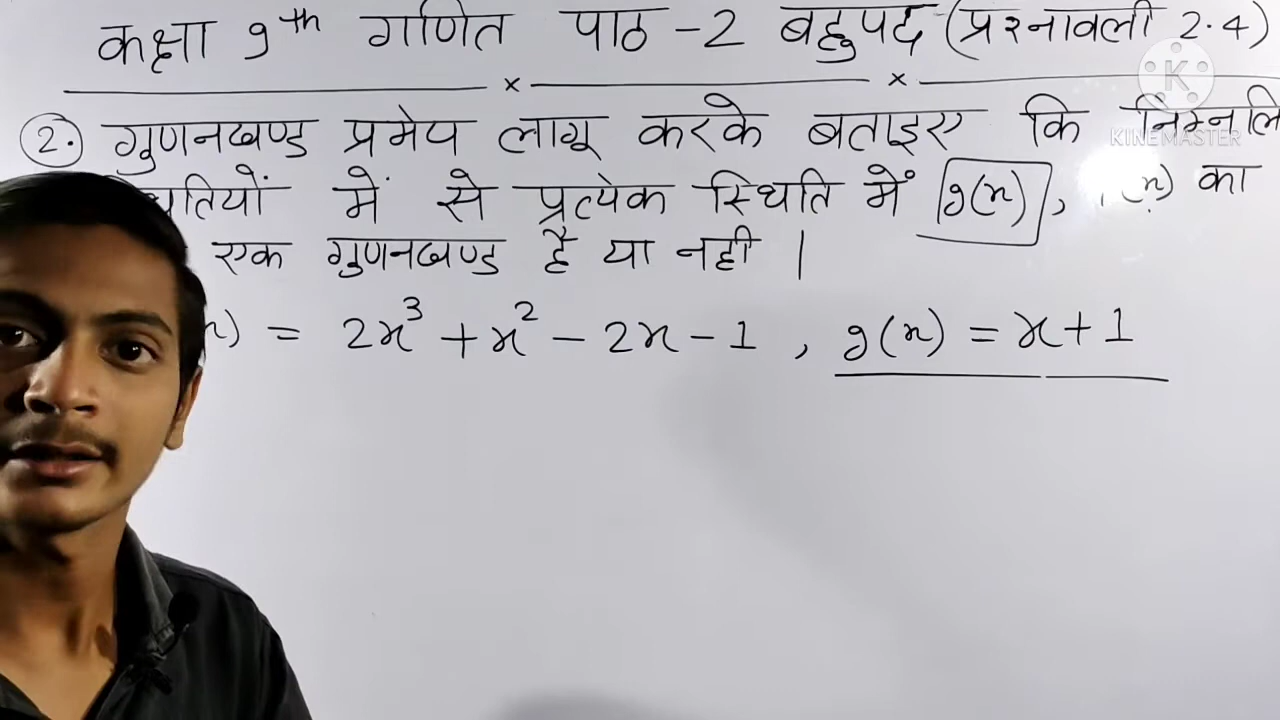 कक्षा 9th गणित पाठ -2 बहुपद (प्रश्नावली 2.4)
2. गुणनखण्ड प्रमेय लागू करके बताइए कि
में से प्रत्येक स्थिति में g(x), (x) का
एक गुणनखण्ड है या नही |
= 2x³ + x² - 2x - 1 , g(x) = x + 1
KINEMASTER